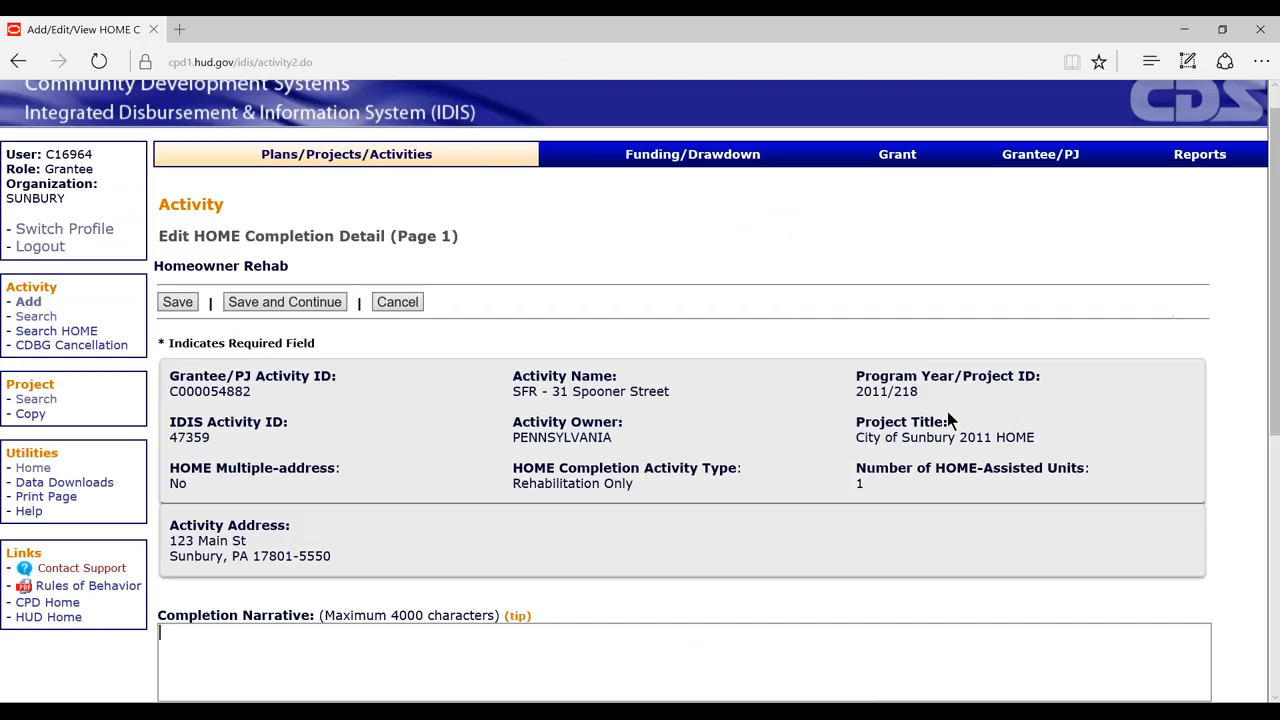 Add/Edit/View HOME C
cpd1.hud.gov/idis/activity2.do
Community Development Systems
Integrated Disbursement & Information System (IDIS)
CDS
User: C16964
Role: Grantee
Organization:
SUNBURY
- Switch Profile
- Logout
Activity
- Add
- Search
- Search HOME
- CDBG Cancellation
Project
- Search
- Copy
Utilities
- Home
- Data Downloads
- Print Page
- Help
Links
- Contact Support
- Rules of Behavior
- CPD Home
- HUD Home
Plans/Projects/Activities Funding/Drawdown Grant Grantee/PJ Reports
Activity
Edit HOME Completion Detail (Page 1)
Homeowner Rehab
Save | Save and Continue | Cancel
* Indicates Required Field
Grantee/PJ Activity ID: Activity Name: Program Year/Project ID:
C000054882 SFR - 31 Spooner Street 2011/218
IDIS Activity ID: Activity Owner: Project Title:
47359 PENNSYLVANIA City of Sunbury 2011 HOME
HOME Multiple-address: HOME Completion Activity Type: Number of HOME-Assisted Units:
No Rehabilitation Only 1
Activity Address:
123 Main St
Sunbury, PA 17801-5550
Completion Narrative: (Maximum 4000 characters) (tip)